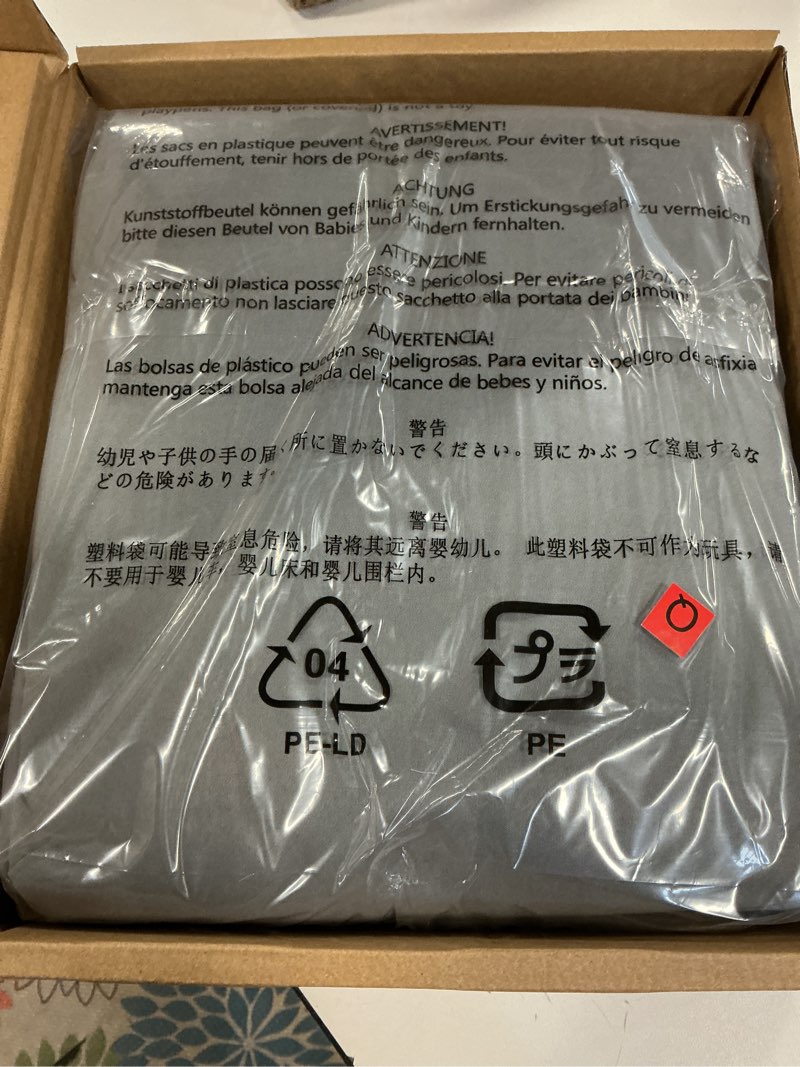 playpens. This bag (or covering) is not a toy.
AVERTISSEMENT!
Les sacs en plastique peuvent être dangereux. Pour éviter tout risque
d'étouffement, tenir hors de portée des enfants.
ACHTUNG
Kunststoffbeutel können gefährlich sein. Um Erstickungsgefahr zu vermeiden
bitte diesen Beutel von Babies und Kindern fernhalten.
ATTENZIONE
I sacchetti di plastica possono essere pericolosi. Per evitare pericoli
soffocamento non lasciare questo sacchetto alla portata dei bambini
ADVERTENCIA!
Las bolsas de plástico pueden ser peligrosas. Para evitar el peligro de asfixia
mantenga esta bolsa alejada del alcance de bebes y niños.
警告
幼児や子供の手の届く所に置かないでください。頭にかぶって窒息するな
どの危険があります。
警告
塑料袋可能导致窒息危险，请将其远离婴幼儿。 此塑料袋不可作为玩具，请
不要用于婴儿车，婴儿床和婴儿围栏内。
04
プラ
PE-LD
PE